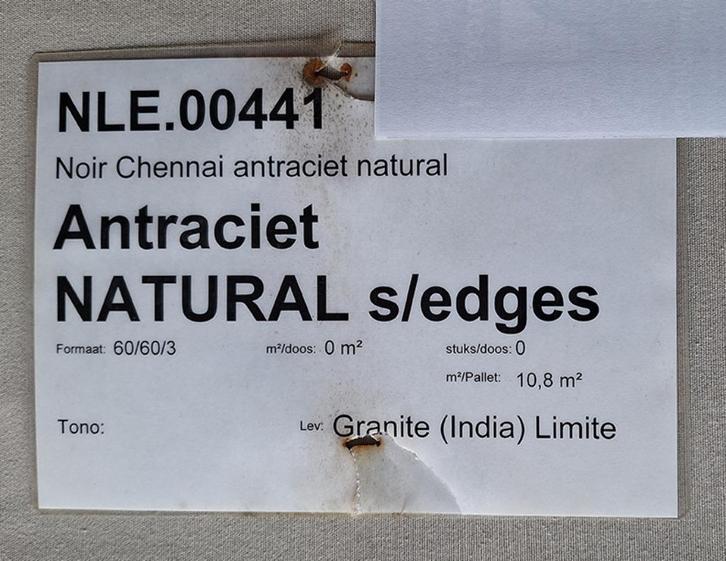 NLE.00441
Noir Chennai antraciet natural
Antraciet
NATURAL s/edges
Formaat: 60/60/3 m²/doos: 0 m² stuks/doos: 0
m²/Pallet: 10,8 m²
Tono: Lev: Granite (India) Limite